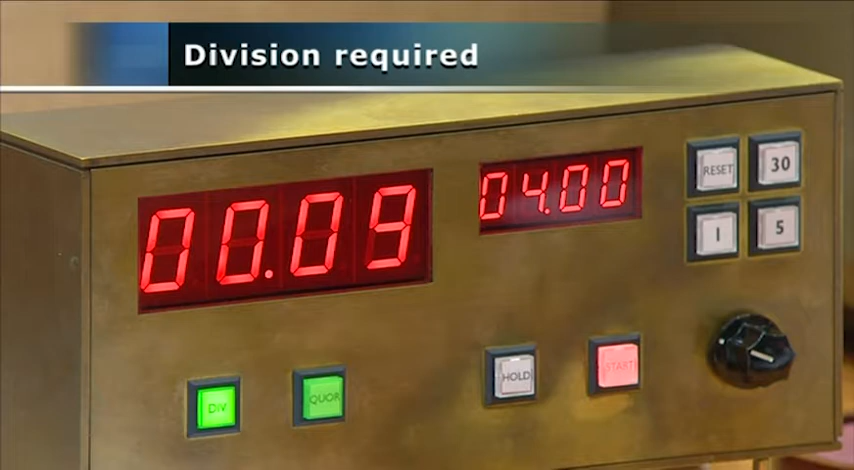 Division required
00.09
04.00
RESET
30
1
5
DIV
QUOR
HOLD
START